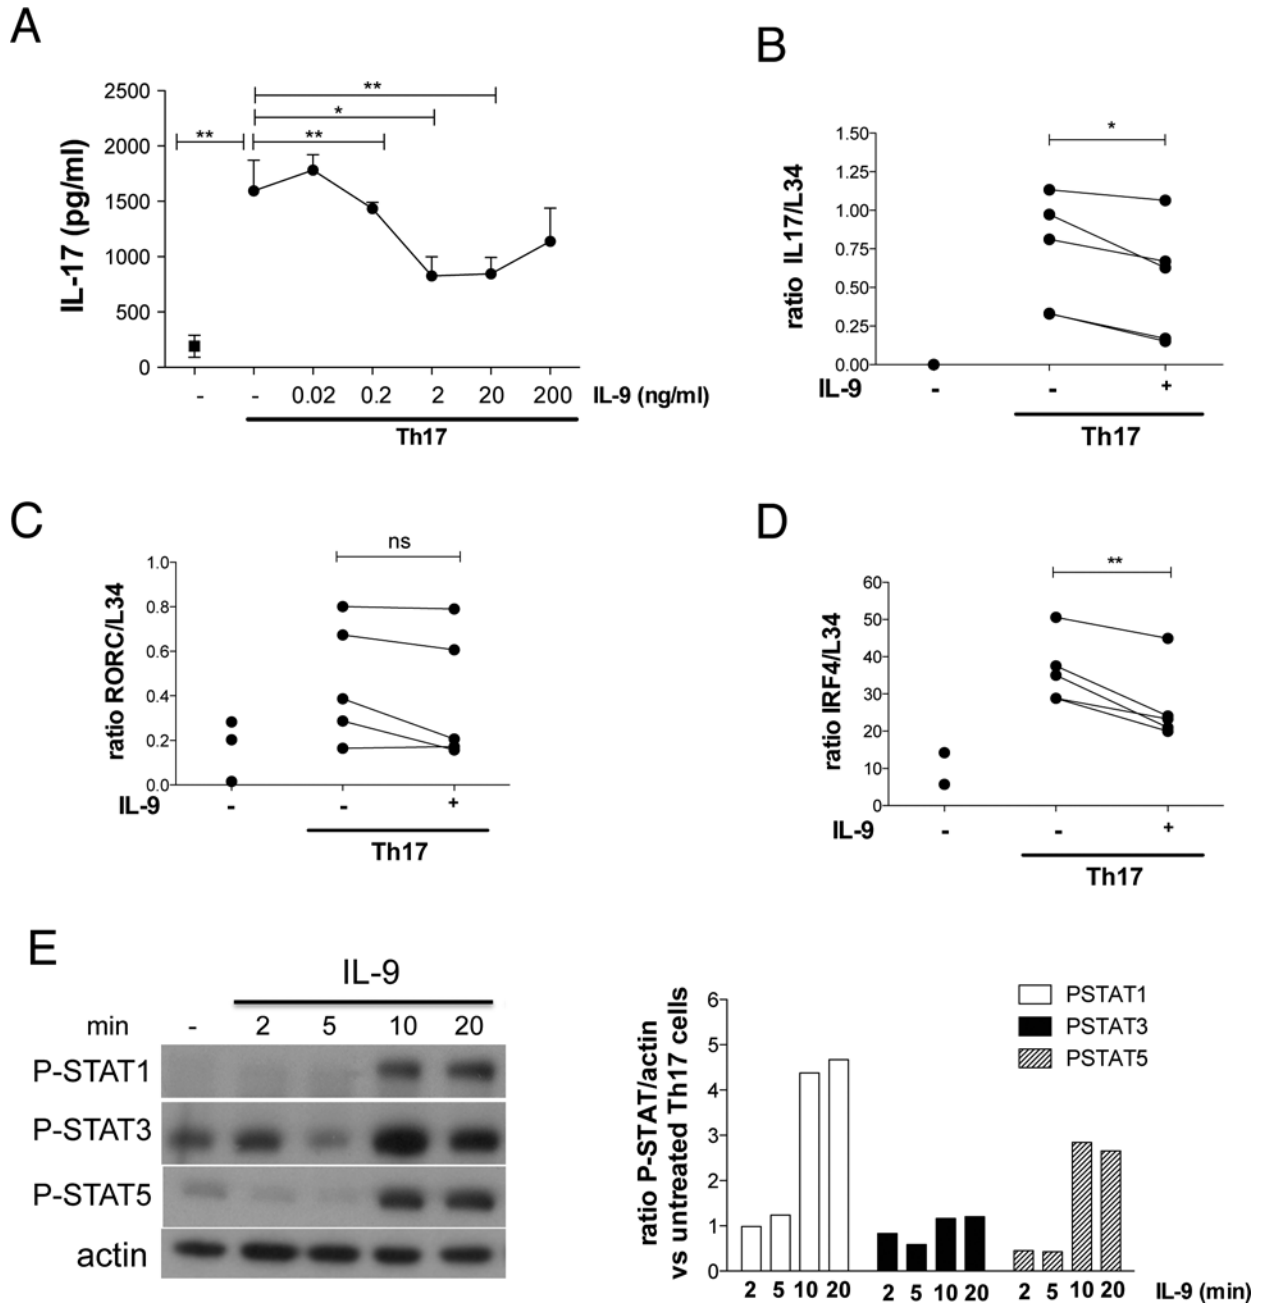 A
IL-17 (pg/ml)
2500
2000
1500
1000
500
0
**
**
*
**
- - 0.02 0.2 2 20 200 IL-9 (ng/ml)
Th17
B
ratio IL17/L34
1.50
1.25
1.00
0.75
0.50
0.25
0.00
*
IL-9 - - +
Th17
C
ratio RORC/L34
1.0
0.8
0.6
0.4
0.2
0.0
ns
IL-9 - - +
Th17
D
ratio IRF4/L34
60
50
40
30
20
10
0
**
IL-9 - - +
Th17
E
IL-9
min - 2 5 10 20
P-STAT1
P-STAT3
P-STAT5
actin
ratio P-STAT/actin
vs untreated Th17 cells
6
5
4
3
2
1
0
PSTAT1
PSTAT3
PSTAT5
2 5 10 20 2 5 10 20 2 5 10 20 IL-9 (min)